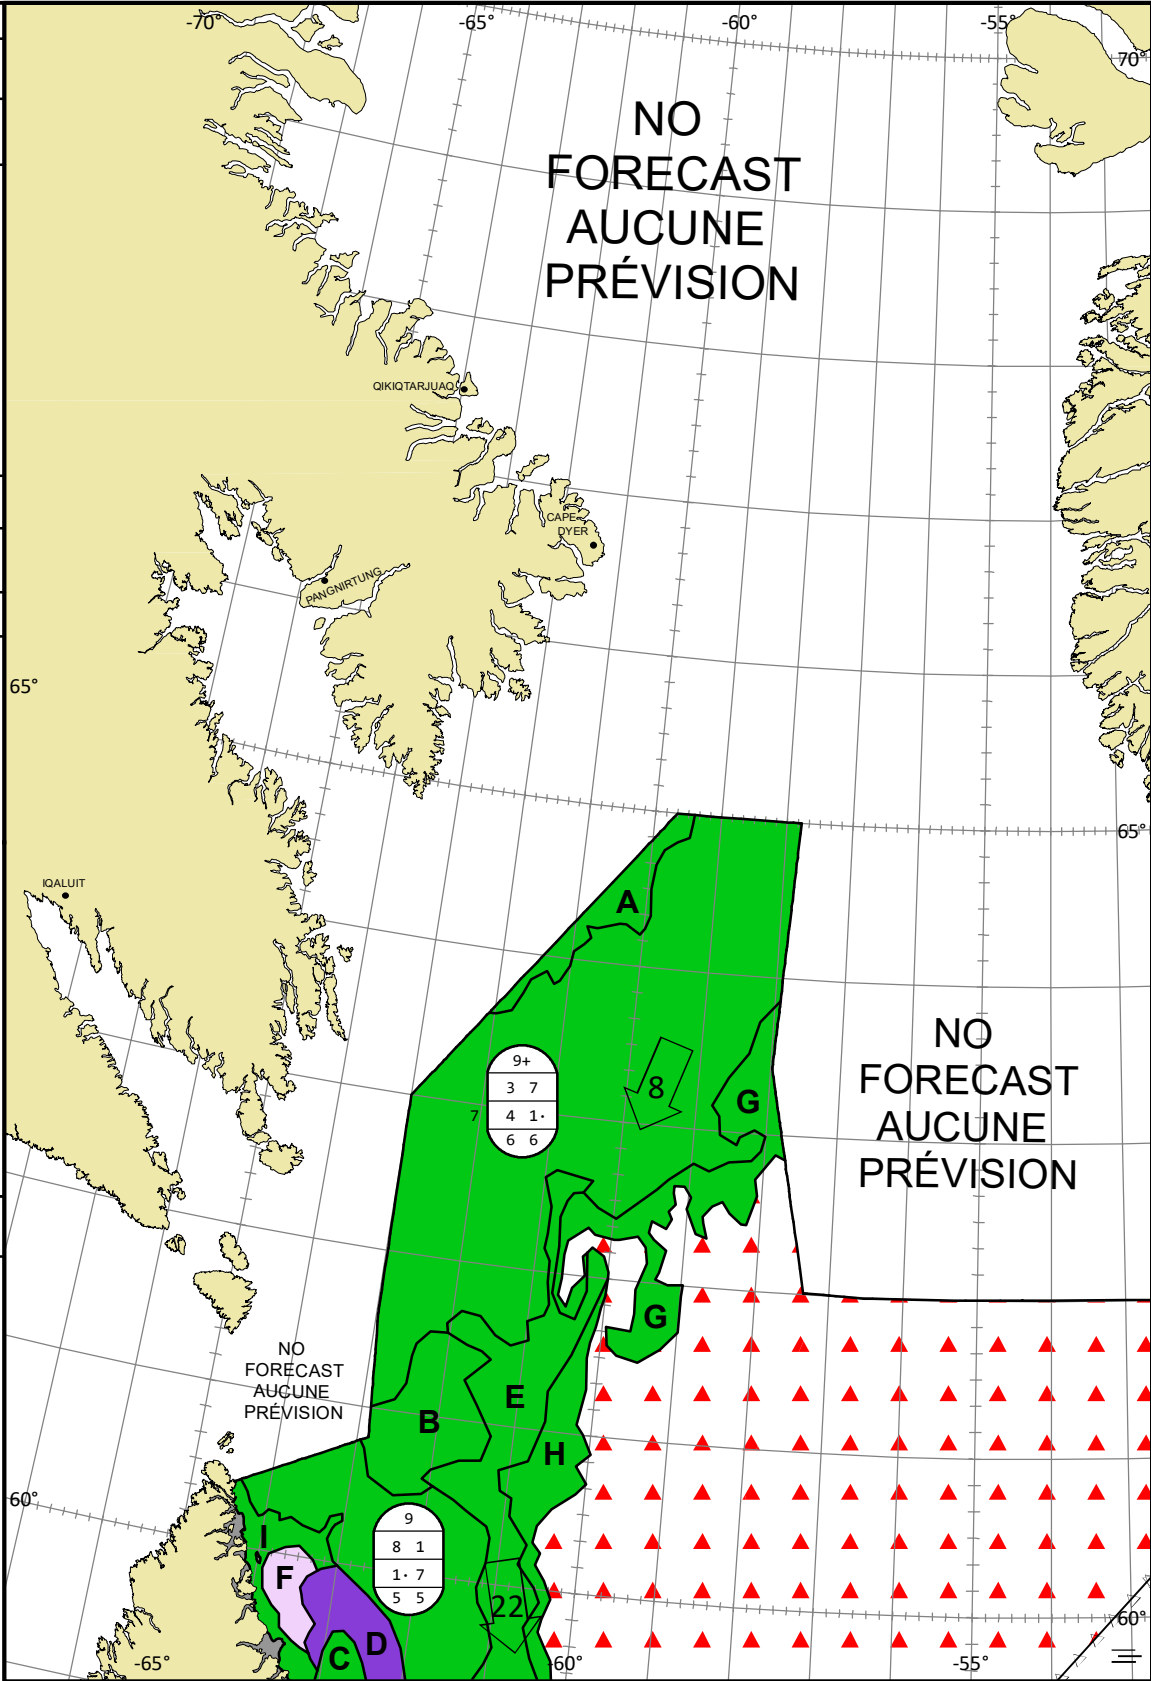 -70°
-65°
-60°
-55°
70°
NO
FORECAST
AUCUNE
PRÉVISION
QIKIQTARJUAQ
CAPE
DYER
PANGNIRTUNG
65°
65°
IQALUIT
A
9+
3 7
7 4 1·
6 6
8
G
NO
FORECAST
AUCUNE
PRÉVISION
G
NO
FORECAST
AUCUNE
PRÉVISION
E
B
H
60°
9
8 1
1· 7
5 5
I
F
22
60°
D
C
-65°
-60°
-55°